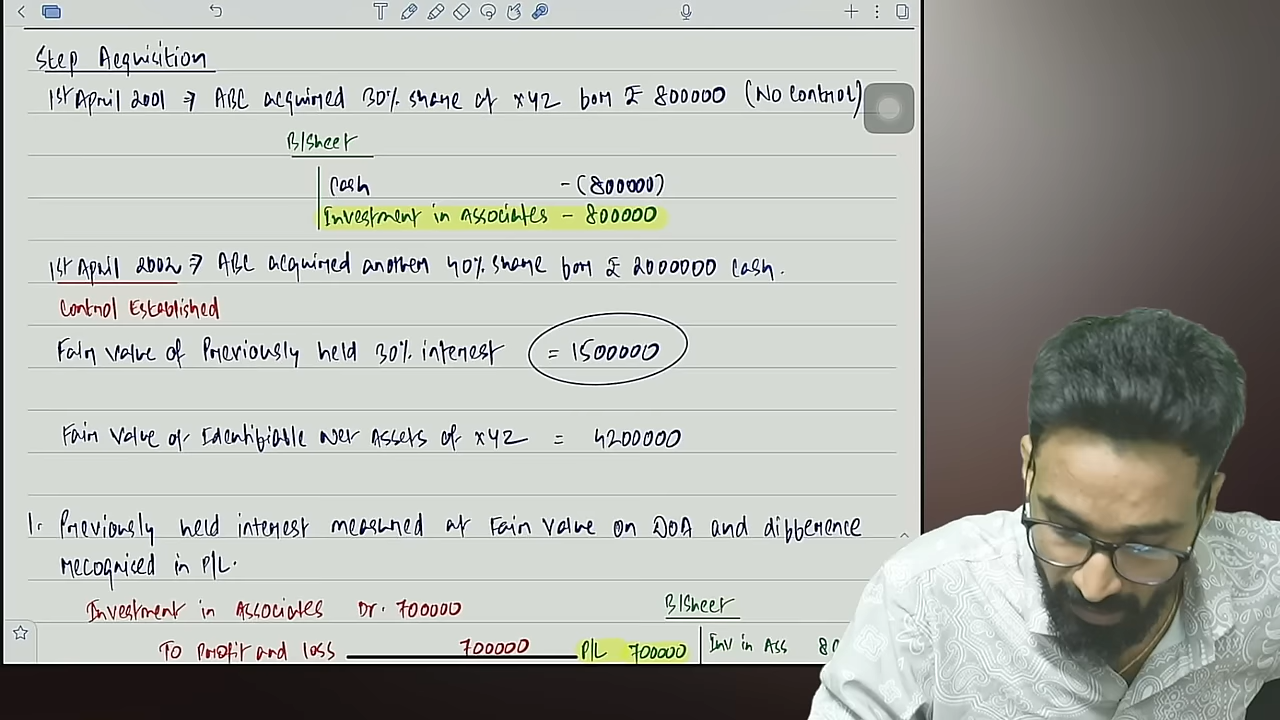 Step Acquisition
1st April 2001 ⇒ ABC acquired 30% share of XYZ for ₹ 800000 (No control)
B/Sheet
Cash - (800000)
Investment in Associates - 800000
1st April 2002 ⇒ ABC acquired another 40% share for ₹ 2000000 cash.
Control Established
Fair Value of Previously held 30% interest = 1500000
Fair Value of Identifiable Net Assets of XYZ = 4200000
1. Previously held interest measured at Fair Value on DOA and difference
recognised in P/L.
Investment in Associates Dr. 700000
B/Sheet
To Profit and loss 700000
P/L 700000
Inv in Ass